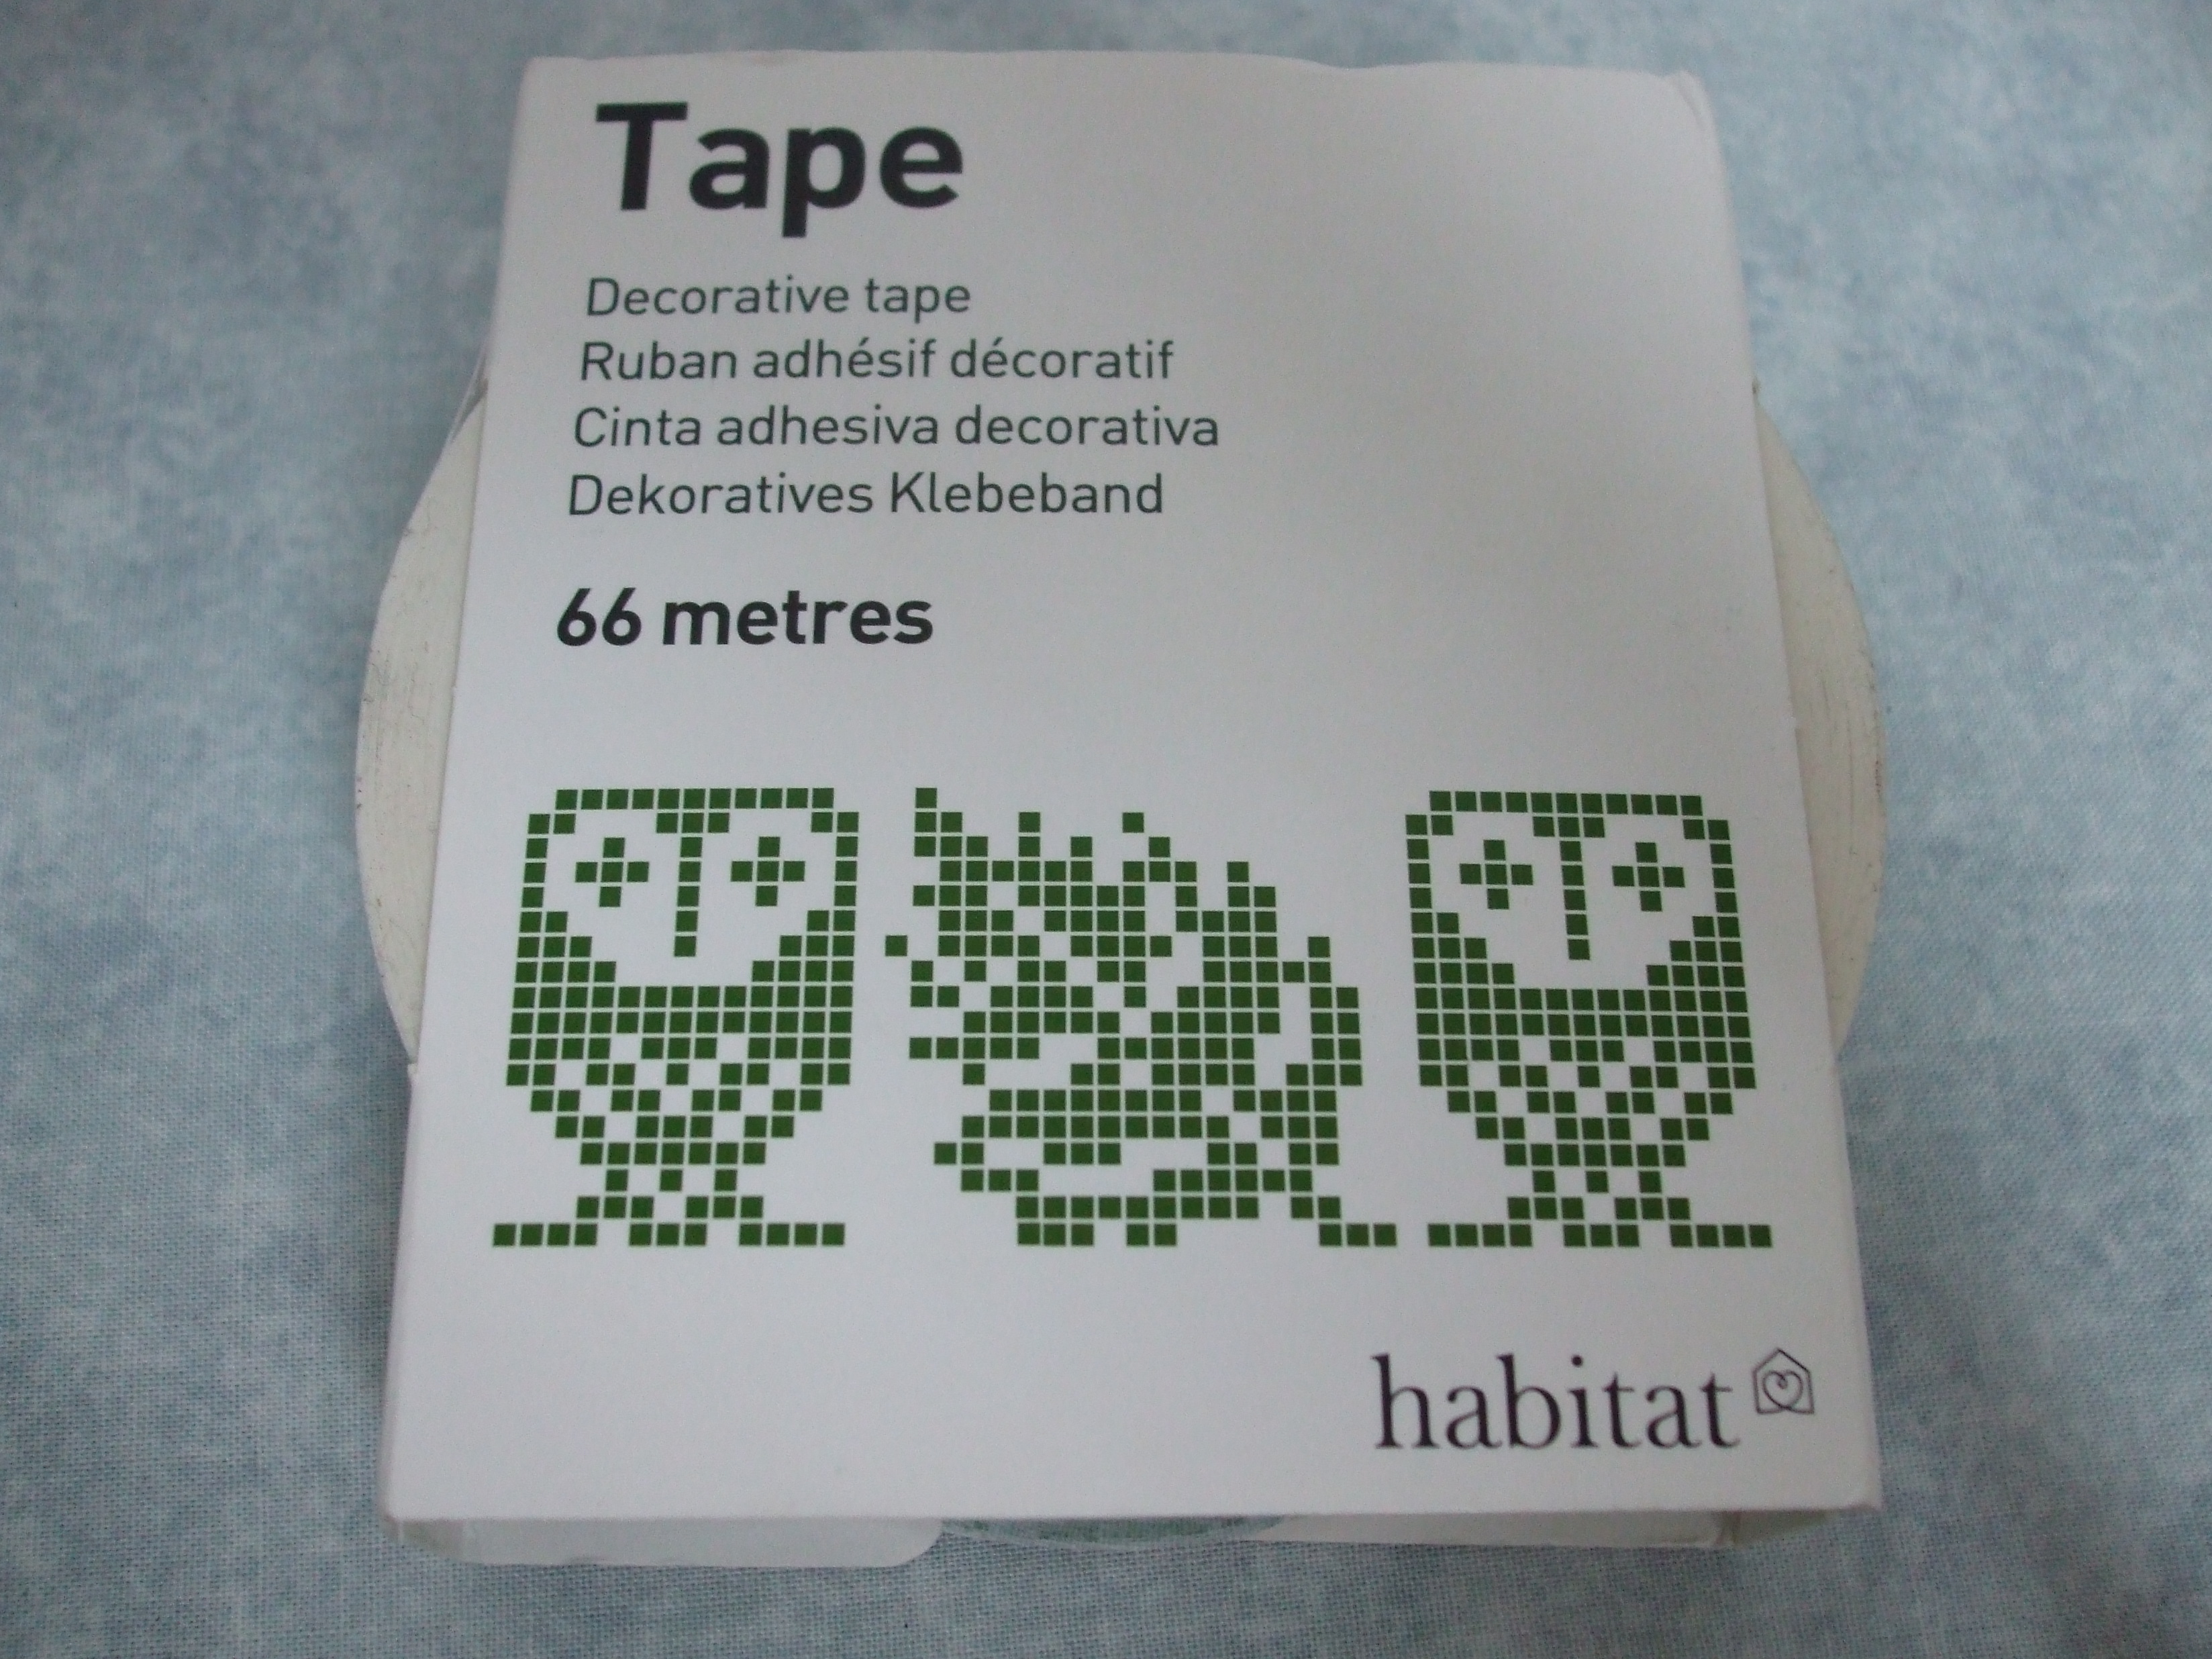 Tape
Decorative tape
Ruban adhésif décoratif
Cinta adhesiva decorativa
Dekoratives Klebeband
66 metres
habitat